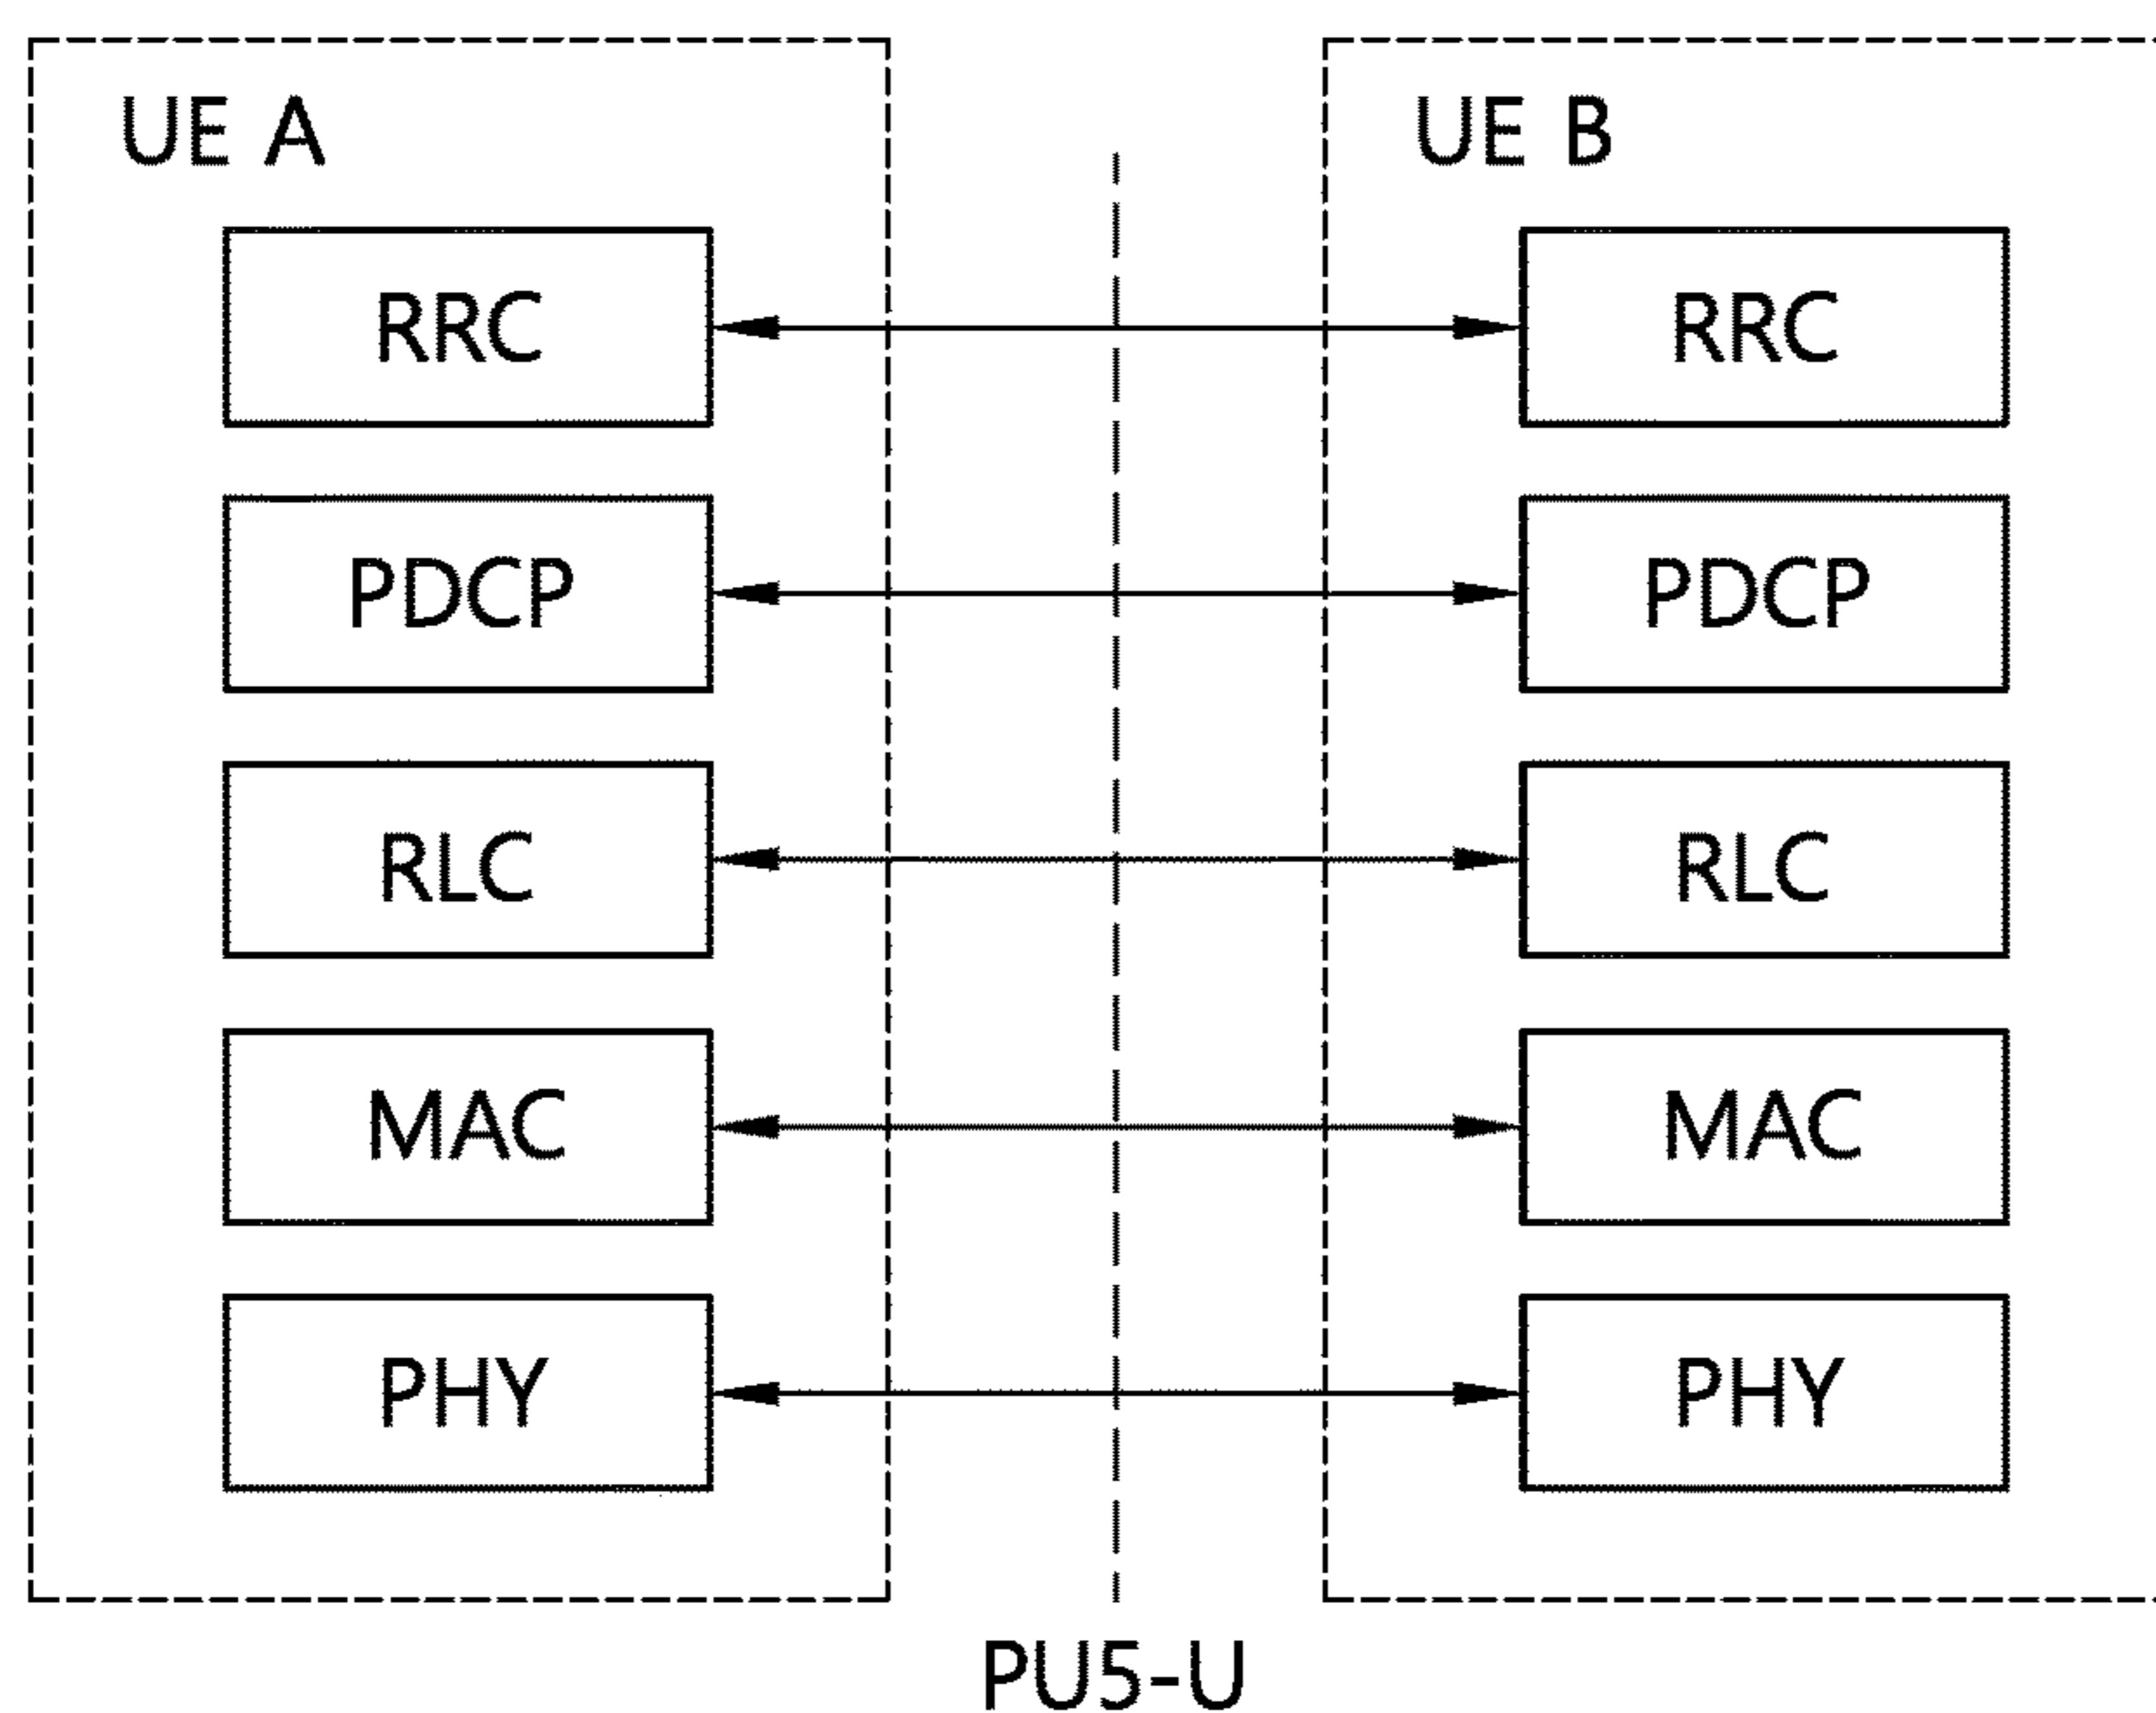 UE A
UE B
RRC
RRC
PDCP
PDCP
RLC
RLC
MAC
MAC
PHY
PHY
PU5-U